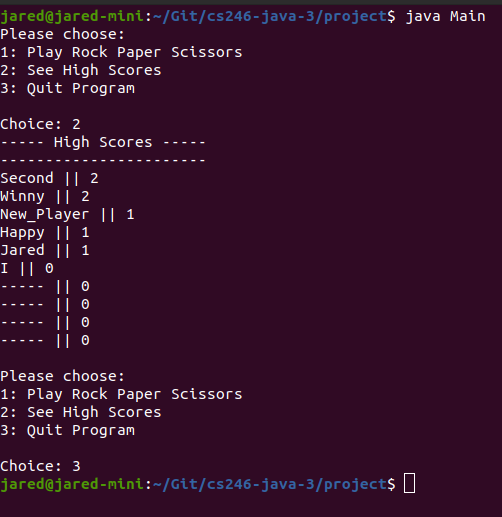 jared@jared-mini:~/Git/cs246-java-3/project$ java Main
Please choose:
1: Play Rock Paper Scissors
2: See High Scores
3: Quit Program
Choice: 2
----- High Scores -----
-----------------------
Second || 2
Winny || 2
New_Player || 1
Happy || 1
Jared || 1
I || 0
----- || 0
----- || 0
----- || 0
----- || 0
Please choose:
1: Play Rock Paper Scissors
2: See High Scores
3: Quit Program
Choice: 3
jared@jared-mini:~/Git/cs246-java-3/project$